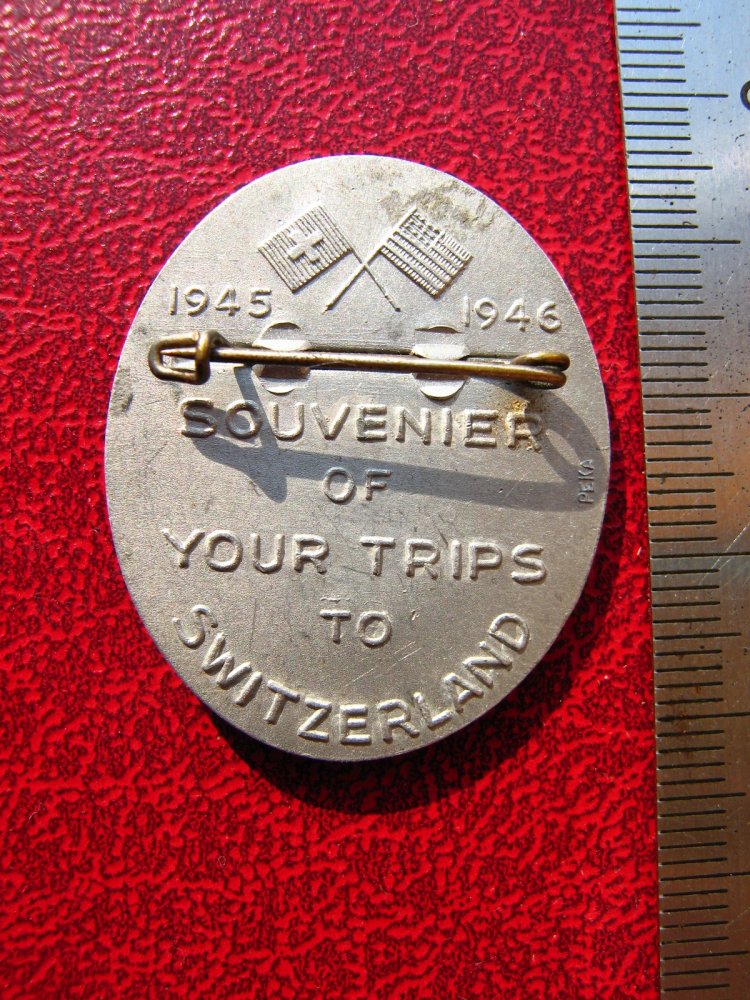 1945 1946
SOUVENIER
OF
PEKA
YOUR TRIPS
TO
SWITZERLAND